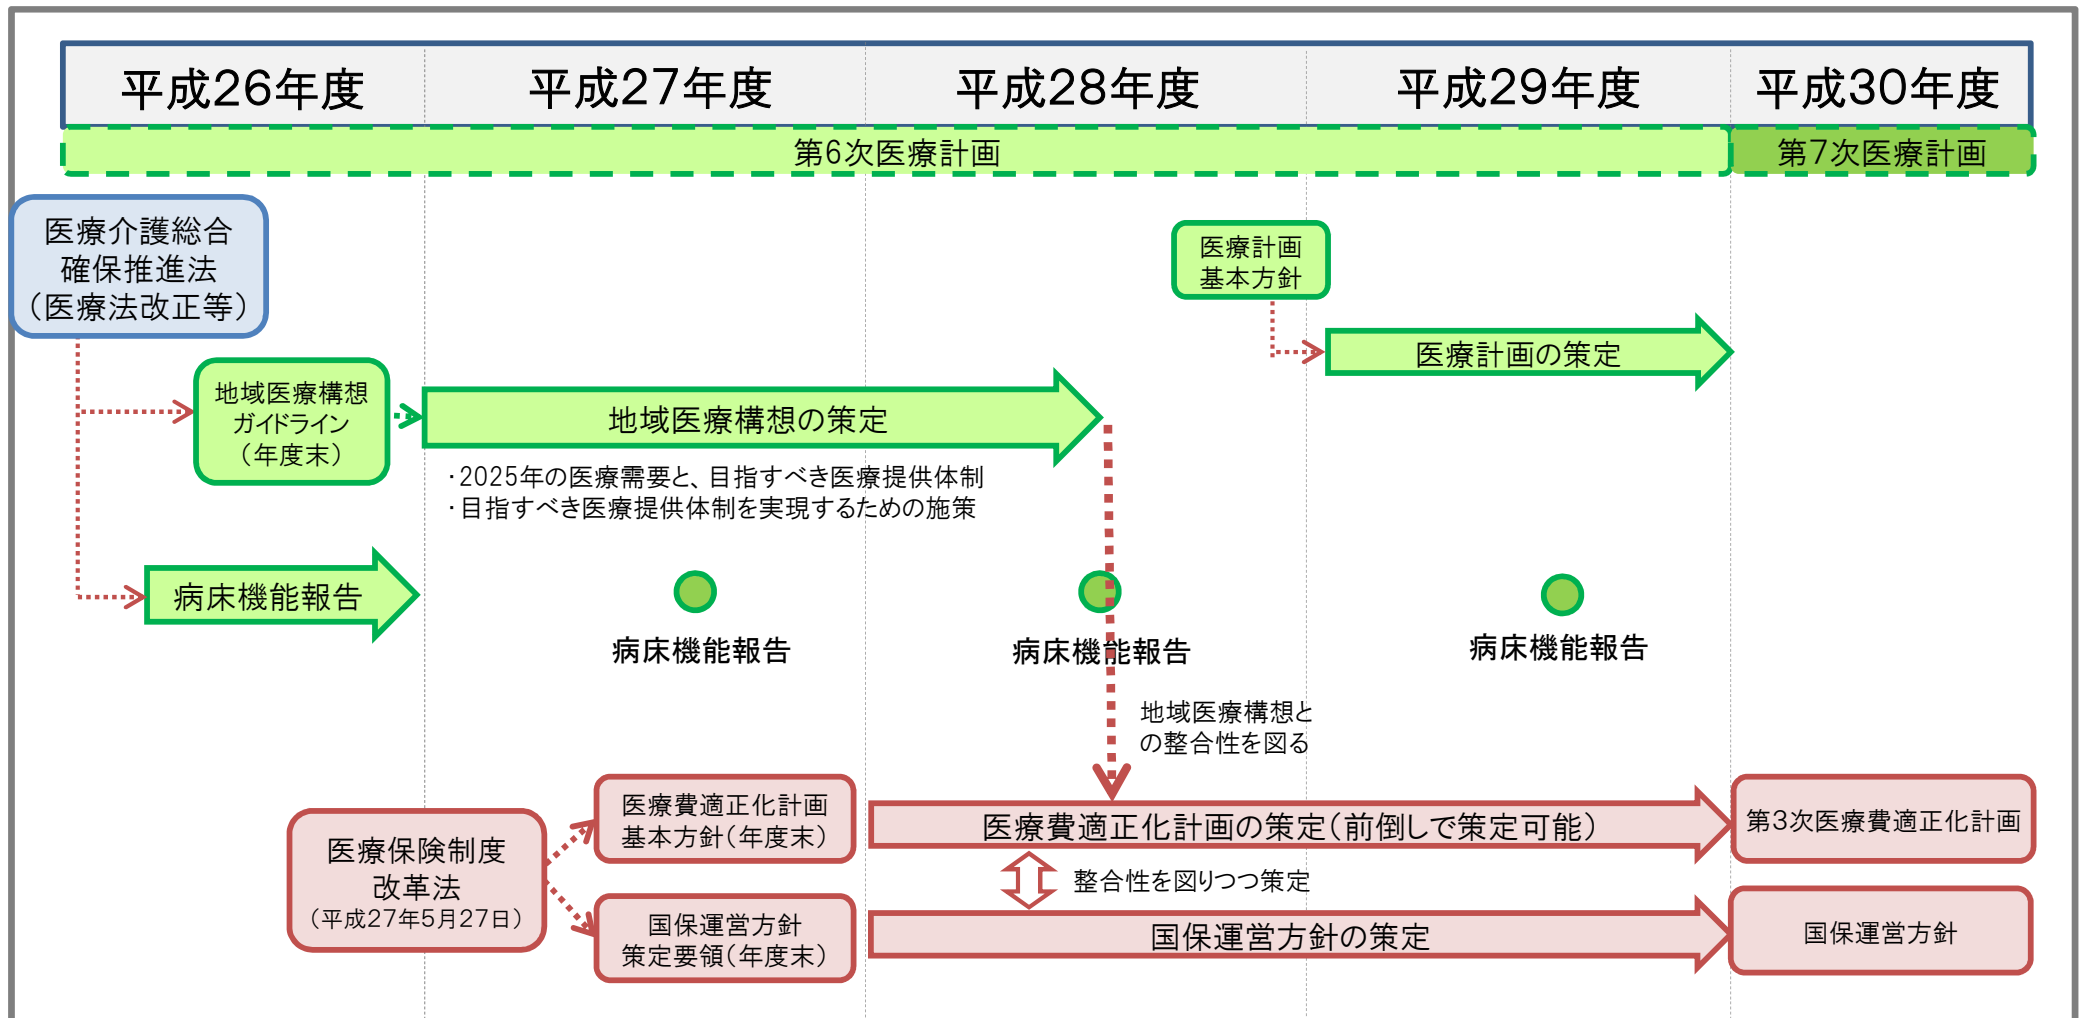 平成26年度
平成27年度
平成28年度
平成29年度
平成30年度
第6次医療計画
第7次医療計画
医療介護総合
確保推進法
（医療法改正等）
医療計画
基本方針
医療計画の策定
地域医療構想
ガイドライン
（年度末）
地域医療構想の策定
・2025年の医療需要と、目指すべき医療提供体制
・目指すべき医療提供体制を実現するための施策
病床機能報告
病床機能報告
病床機能報告
病床機能報告
地域医療構想と
の整合性を図る
医療保険制度
改革法
（平成27年5月27日）
医療費適正化計画
基本方針（年度末）
医療費適正化計画の策定（前倒しで策定可能）
第3次医療費適正化計画
整合性を図りつつ策定
国保運営方針
策定要領（年度末）
国保運営方針の策定
国保運営方針